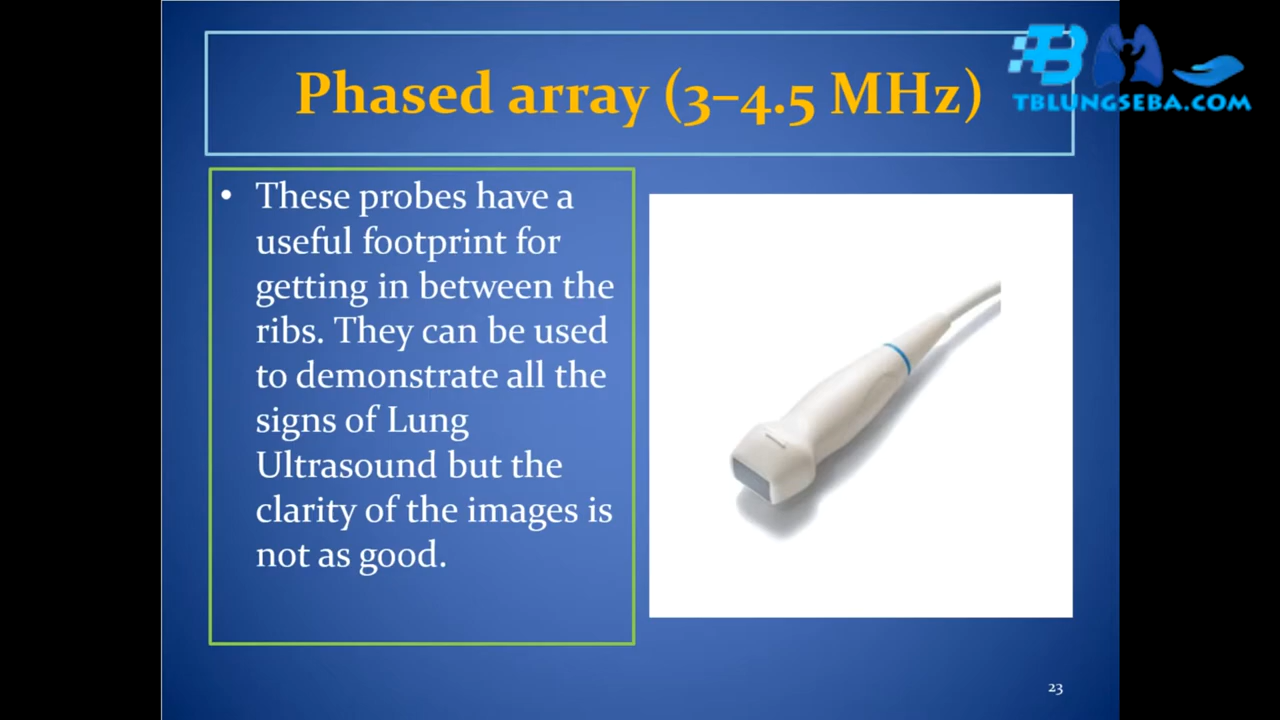 Phased array (3–4.5 MHz)
TB
TBLUNGSEBA.COM
• These probes have a
useful footprint for
getting in between the
ribs. They can be used
to demonstrate all the
signs of Lung
Ultrasound but the
clarity of the images is
not as good.
23